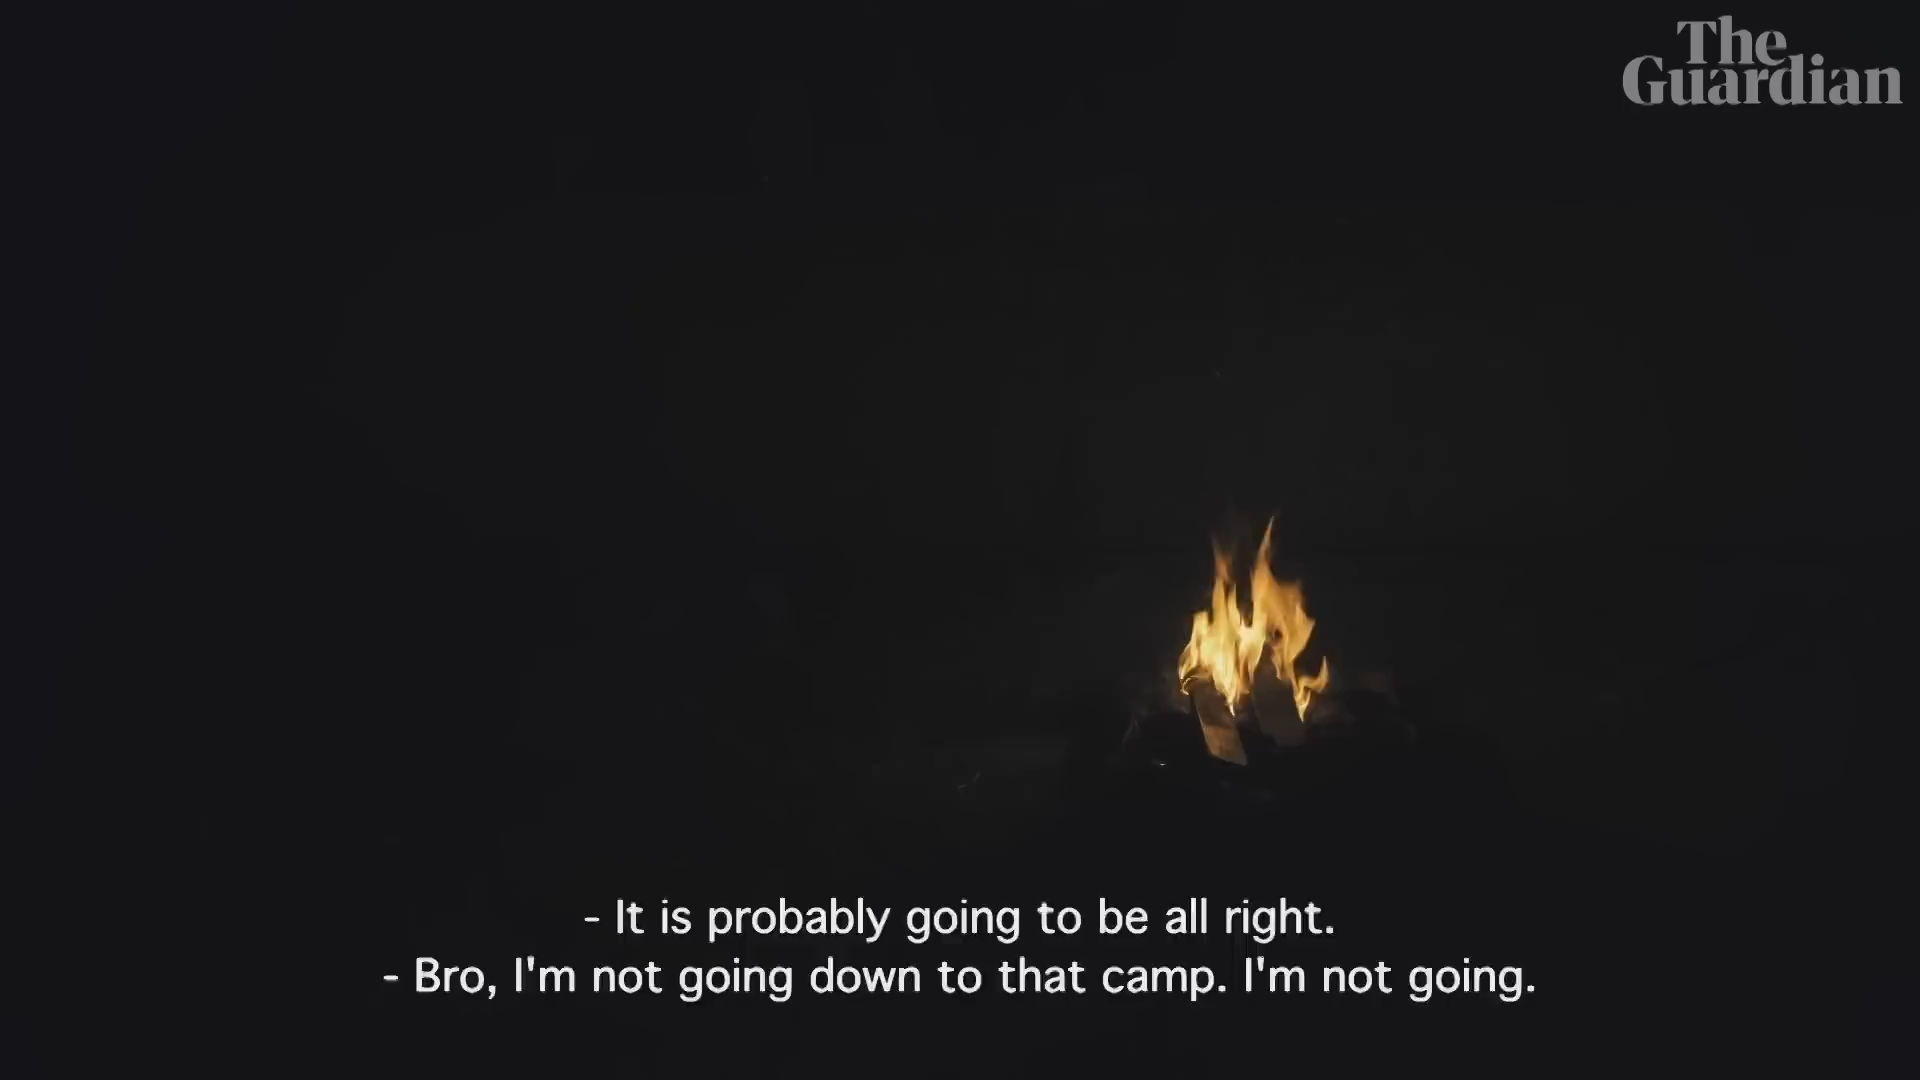 The
Guardian
- It is probably going to be all right.
- Bro, I'm not going down to that camp. I'm not going.